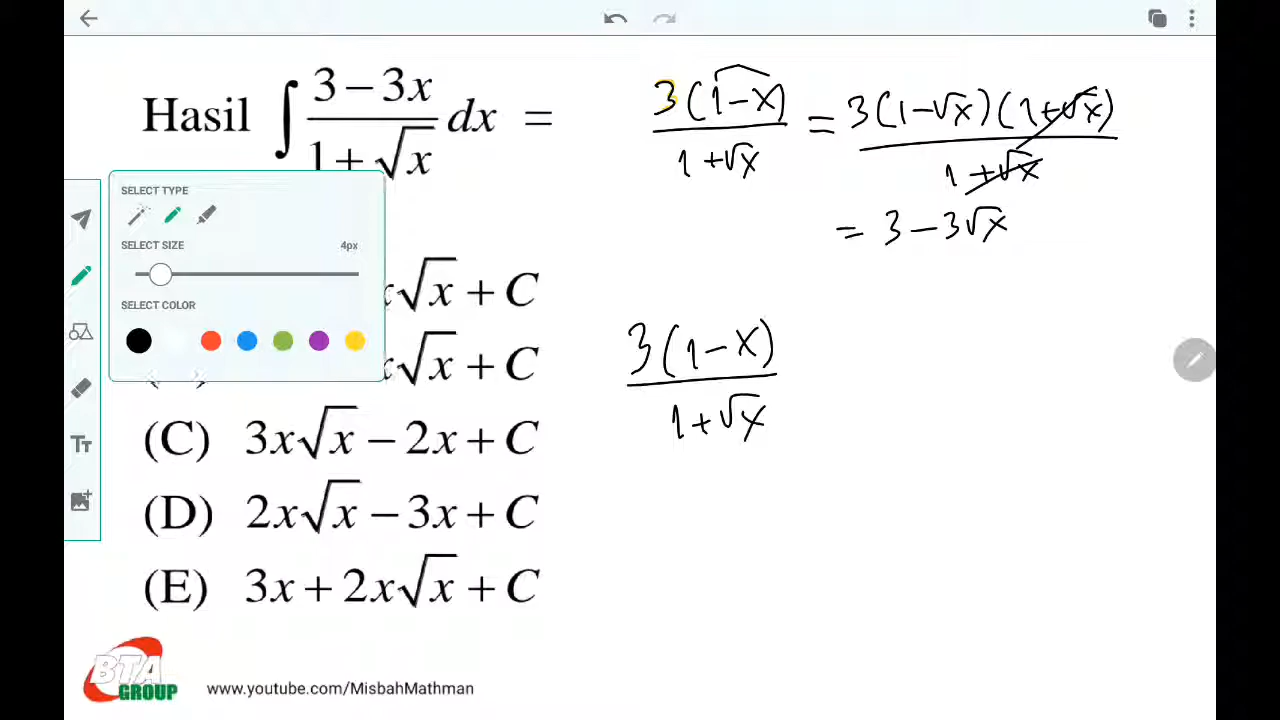 Hasil ∫ (3 − 3x)/(1 + √x) dx =
SELECT TYPE
SELECT SIZE 4px
SELECT COLOR
√x + C
√x + C
(C) 3x√x − 2x + C
(D) 2x√x − 3x + C
(E) 3x + 2x√x + C
3(1−x)/(1+√x) = 3(1−√x)(1+√x)/(1+√x)
= 3 − 3√x
3(1−x)/(1+√x)
Tт
BTA
GROUP
www.youtube.com/MisbahMathman